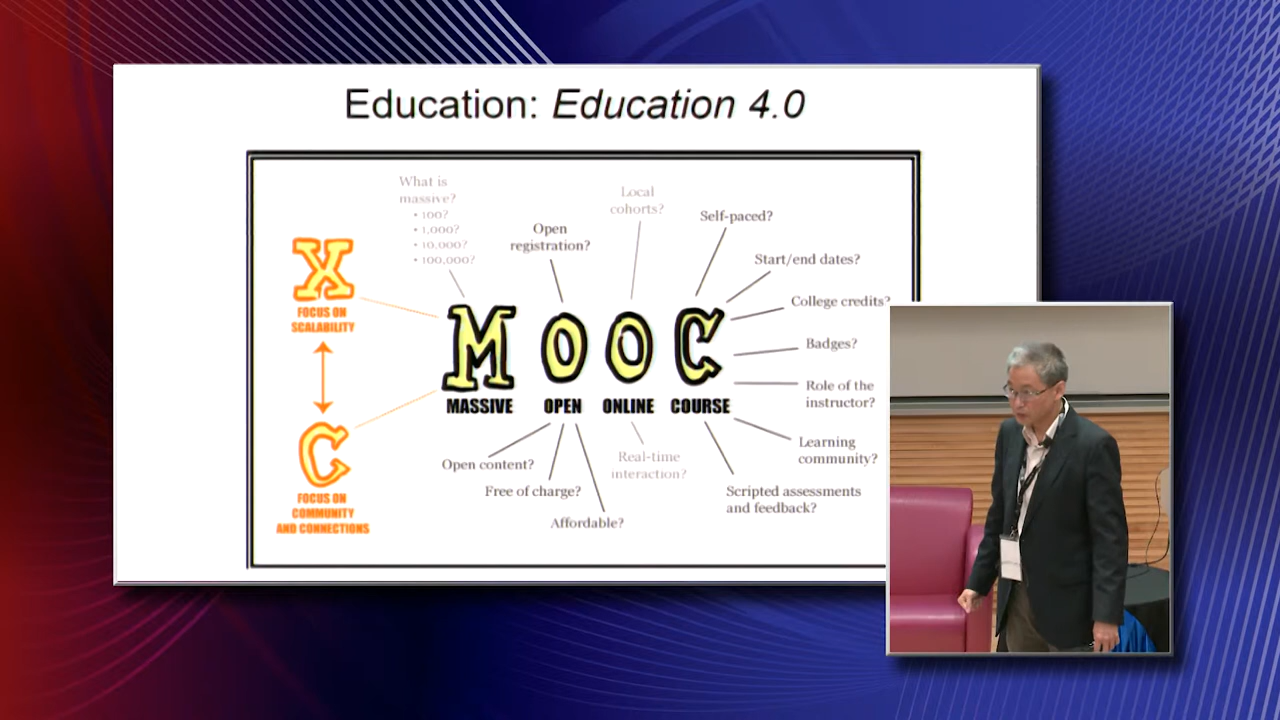 Education: Education 4.0
What is
massive?
• 100?
• 1,000?
• 10,000?
• 100,000?
Open
registration?
Local
cohorts?
Self-paced?
Start/end dates?
College credits?
Badges?
Role of the
instructor?
Learning
community?
Scripted assessments
and feedback?
X
FOCUS ON
SCALABILITY
C
FOCUS ON
COMMUNITY
AND CONNECTIONS
MOOC
MASSIVE OPEN ONLINE COURSE
Open content?
Free of charge?
Affordable?
Real-time
interaction?